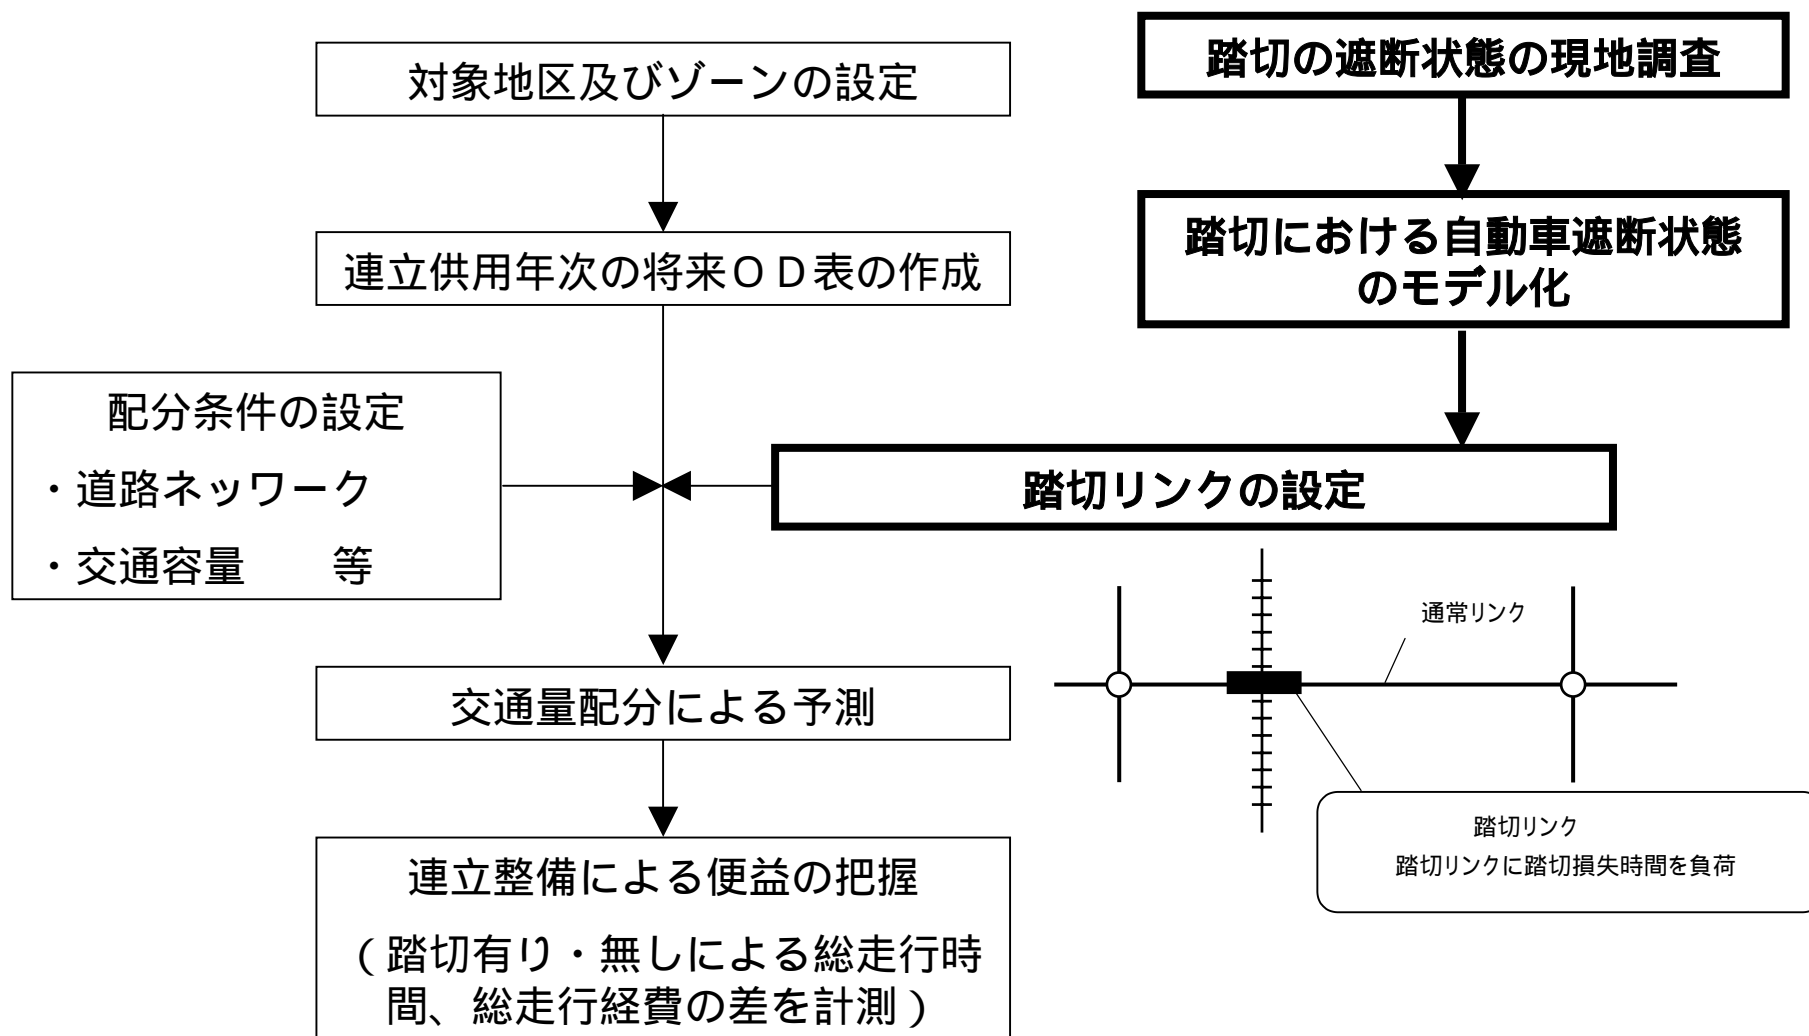 対象地区及びゾーンの設定
連立供用年次の将来ＯＤ表の作成
配分条件の設定
・道路ネッワーク
・交通容量　　等
交通量配分による予測
連立整備による便益の把握
（踏切有り・無しによる総走行時
間、総走行経費の差を計測）
踏切の遮断状態の現地調査
踏切における自動車遮断状態
のモデル化
踏切リンクの設定
通常リンク
踏切リンク
踏切リンクに踏切損失時間を負荷